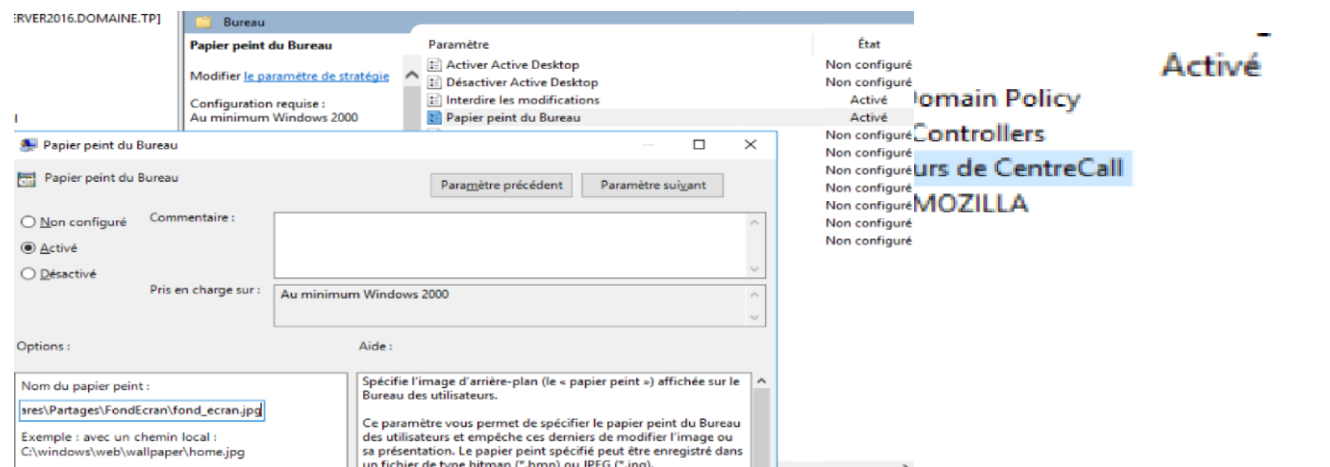 ERVER2016.DOMAINE.TP]
Bureau
Papier peint du Bureau
Modifier le paramètre de stratégie
Configuration requise :
Au minimum Windows 2000
Paramètre État
Activer Active Desktop Non configuré
Désactiver Active Desktop Non configuré
Interdire les modifications Activé
Papier peint du Bureau Activé
Non configuré
Non configuré
Non configuré
Non configuré
Non configuré
Non configuré
Non configuré
Papier peint du Bureau
Papier peint du Bureau
Paramètre précédent
Paramètre suivant
Non configuré
Activé
Désactivé
Commentaire :
Pris en charge sur :
Au minimum Windows 2000
Options :
Aide :
Nom du papier peint :
ares\Partages\FondEcran\fond_ecran.jpg
Exemple : avec un chemin local :
C:\windows\web\wallpaper\home.jpg
Spécifie l'image d'arrière-plan (le « papier peint ») affichée sur le
Bureau des utilisateurs.
Ce paramètre vous permet de spécifier le papier peint du Bureau
des utilisateurs et empêche ces derniers de modifier l'image ou
sa présentation. Le papier peint spécifié peut être enregistré dans
un fichier de type bitmap (*.bmp) ou JPEG (*.jpg).
Activé
Domain Policy
Controllers
urs de CentreCall
MOZILLA